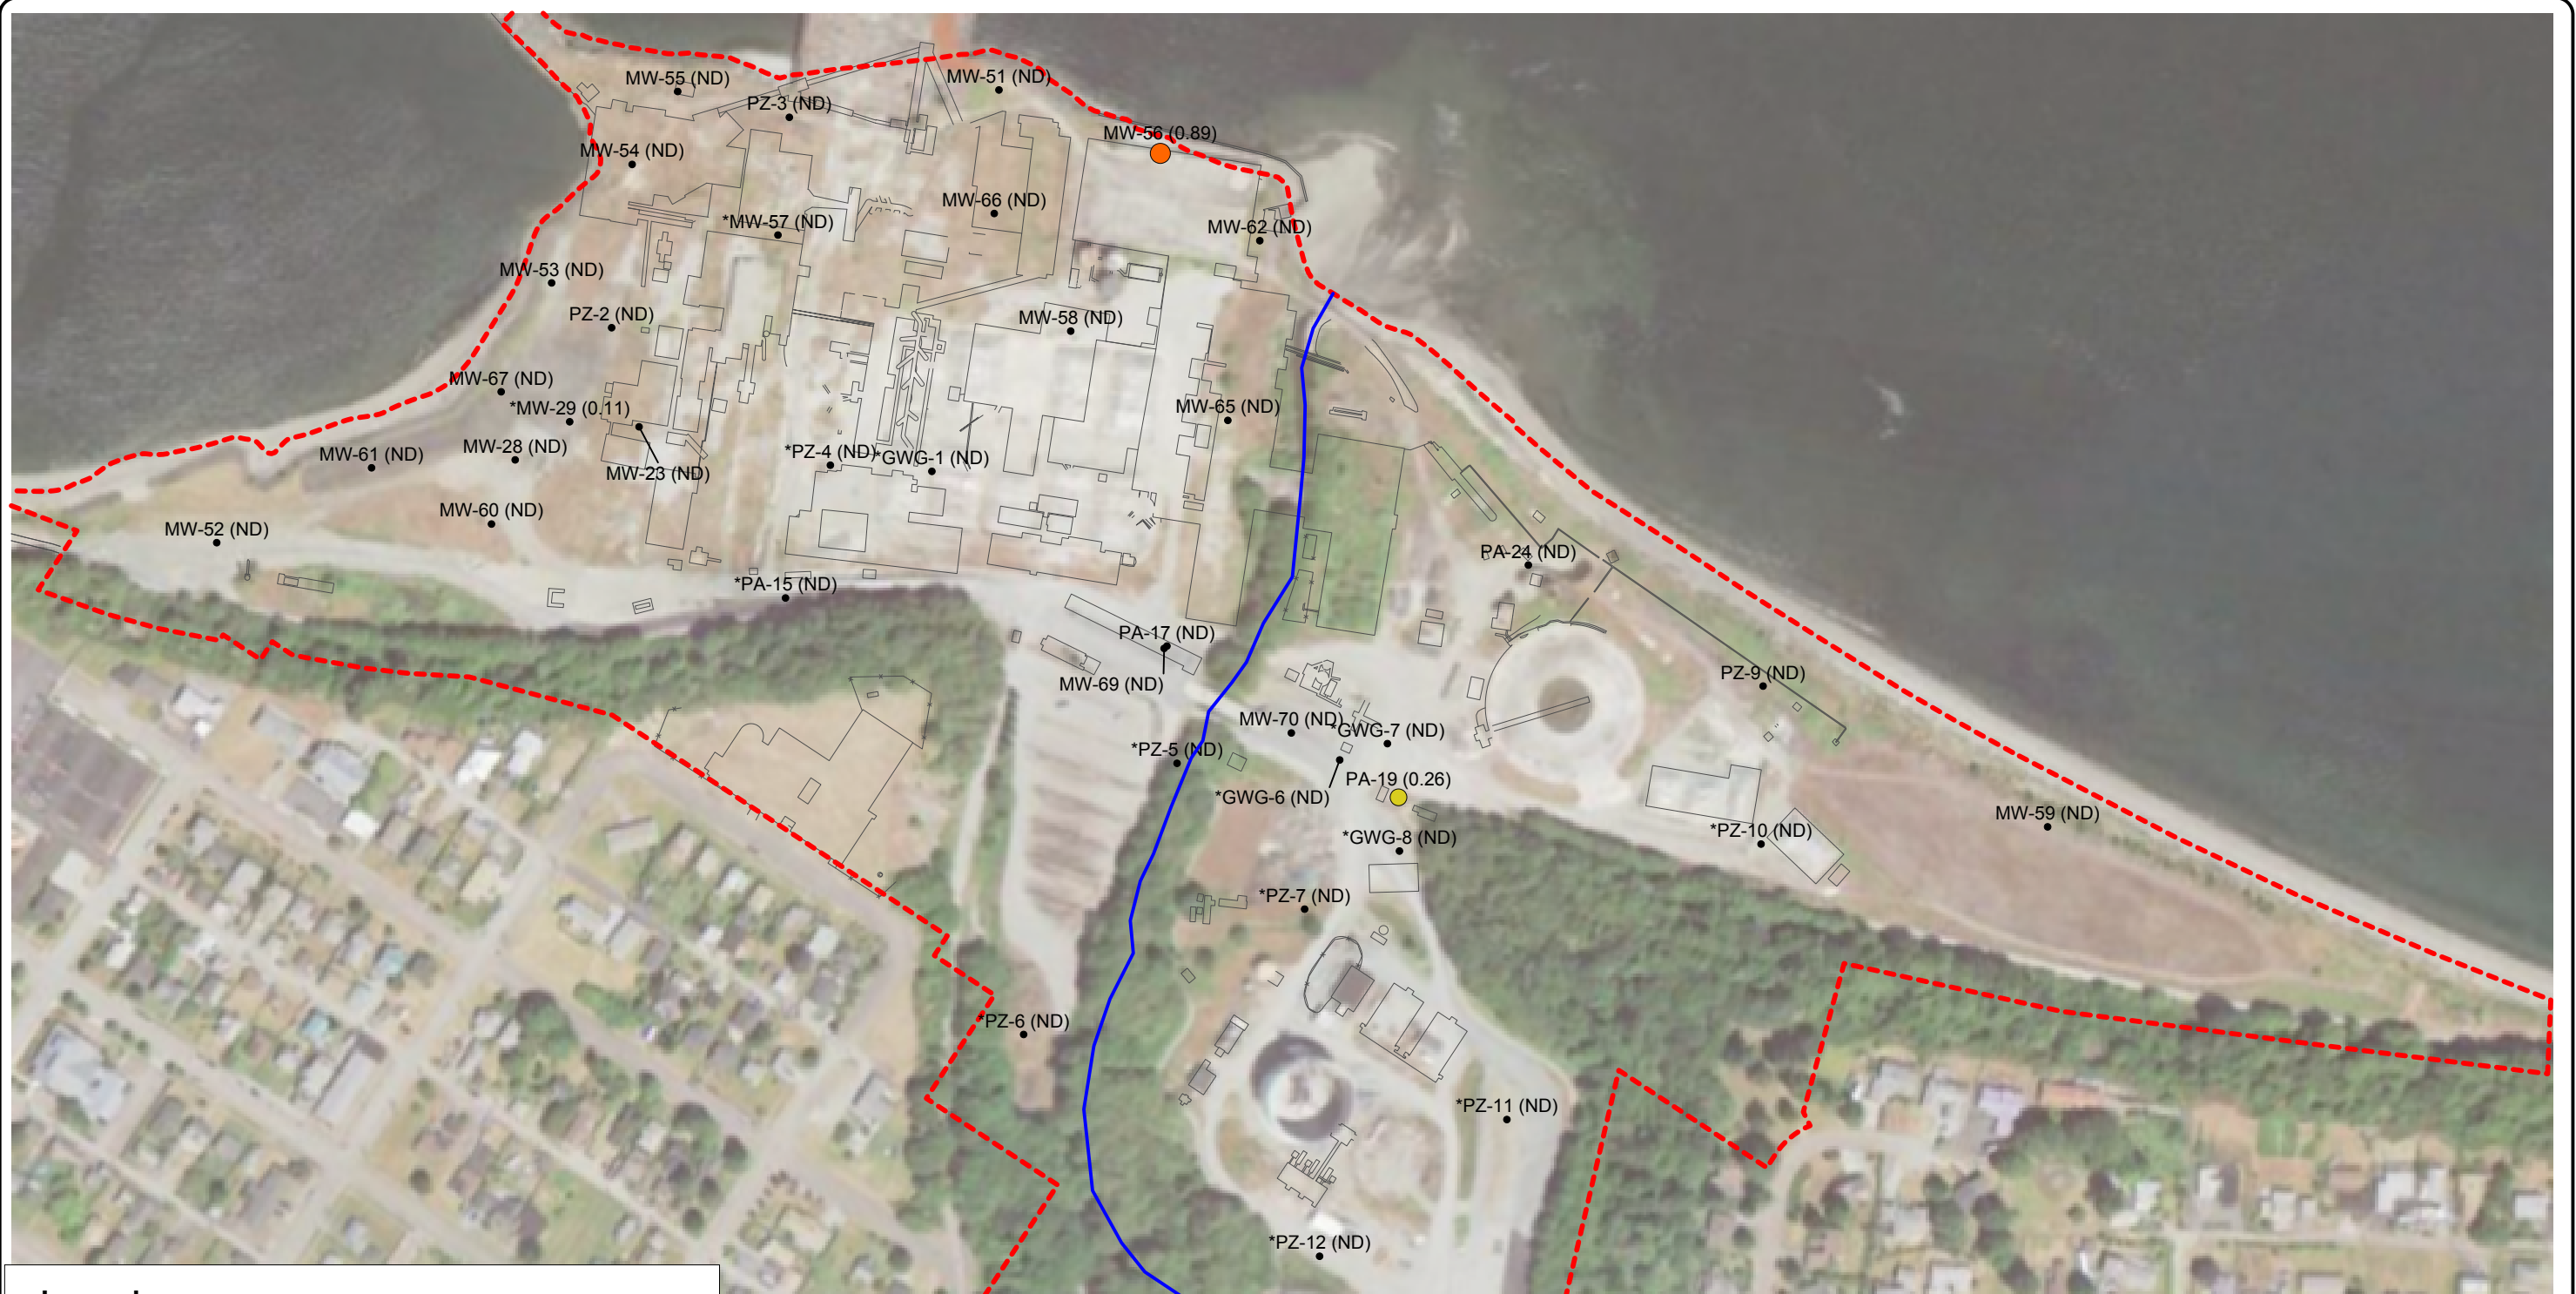 MW-55 (ND)
MW-51 (ND)
PZ-3 (ND)
MW-56 (0.89)
MW-54 (ND)
MW-66 (ND)
*MW-57 (ND)
MW-62 (ND)
MW-53 (ND)
PZ-2 (ND)
MW-58 (ND)
MW-67 (ND)
*MW-29 (0.11)
MW-65 (ND)
MW-28 (ND)
MW-61 (ND)
*PZ-4 (ND)
*GWG-1 (ND)
MW-23 (ND)
MW-60 (ND)
MW-52 (ND)
PA-24 (ND)
*PA-15 (ND)
PA-17 (ND)
PZ-9 (ND)
MW-69 (ND)
MW-70 (ND)
*GWG-7 (ND)
*PZ-5 (ND)
PA-19 (0.26)
*GWG-6 (ND)
MW-59 (ND)
*PZ-10 (ND)
*GWG-8 (ND)
*PZ-7 (ND)
*PZ-6 (ND)
*PZ-11 (ND)
*PZ-12 (ND)